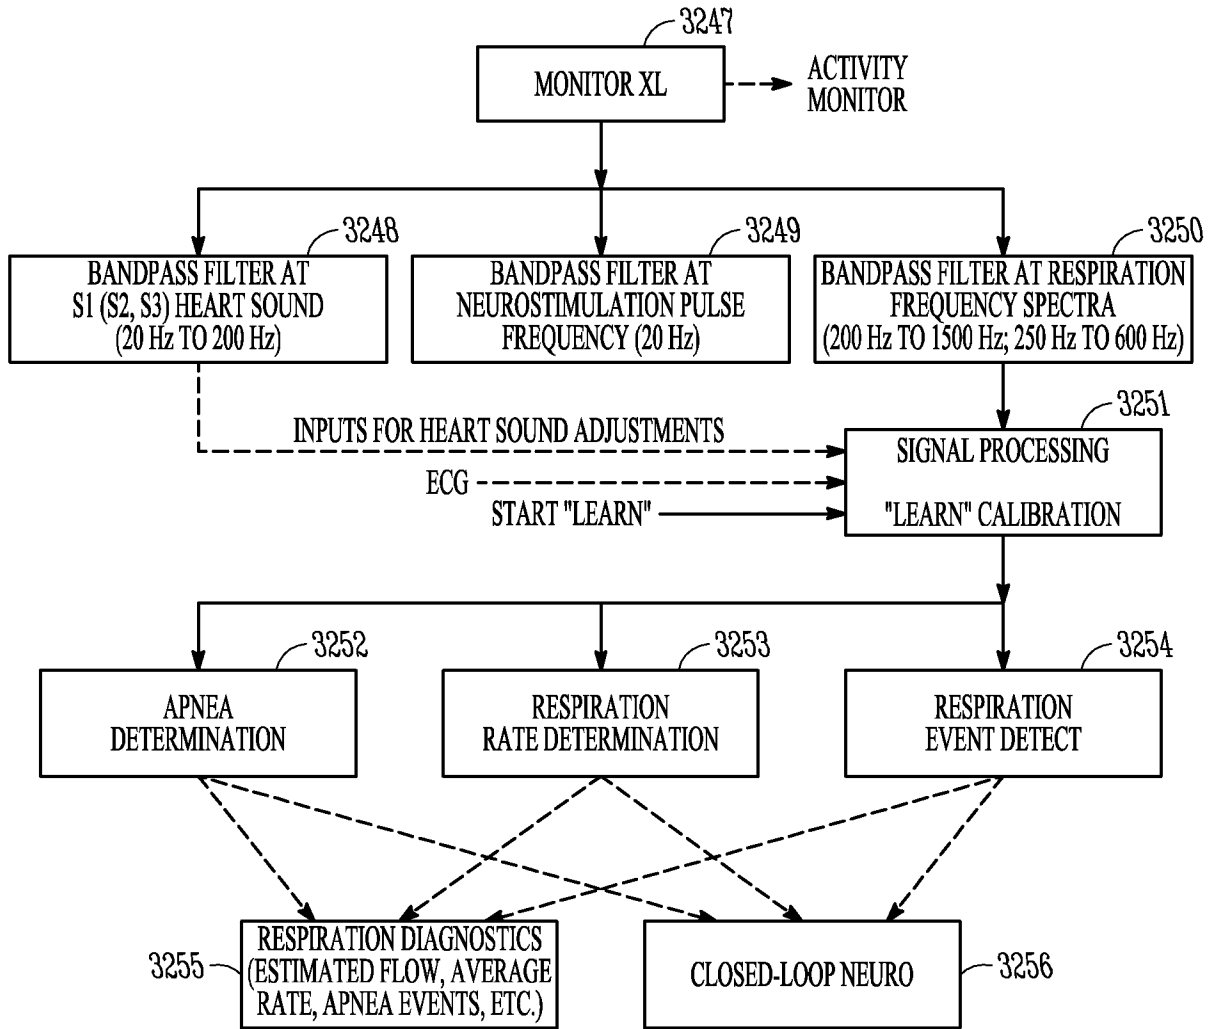 3247
MONITOR XL
ACTIVITY
MONITOR
3248
BANDPASS FILTER AT
S1 (S2, S3) HEART SOUND
(20 Hz TO 200 Hz)
3249
BANDPASS FILTER AT
NEUROSTIMULATION PULSE
FREQUENCY (20 Hz)
3250
BANDPASS FILTER AT RESPIRATION
FREQUENCY SPECTRA
(200 Hz TO 1500 Hz; 250 Hz TO 600 Hz)
INPUTS FOR HEART SOUND ADJUSTMENTS
ECG
START "LEARN"
3251
SIGNAL PROCESSING
"LEARN" CALIBRATION
3252
APNEA
DETERMINATION
3253
RESPIRATION
RATE DETERMINATION
3254
RESPIRATION
EVENT DETECT
3255
RESPIRATION DIAGNOSTICS
(ESTIMATED FLOW, AVERAGE
RATE, APNEA EVENTS, ETC.)
CLOSED-LOOP NEURO
3256